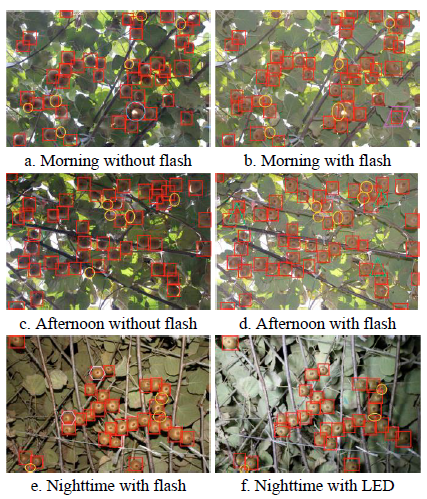 a. Morning without flash
b. Morning with flash
c. Afternoon without flash
d. Afternoon with flash
e. Nighttime with flash
f. Nighttime with LED